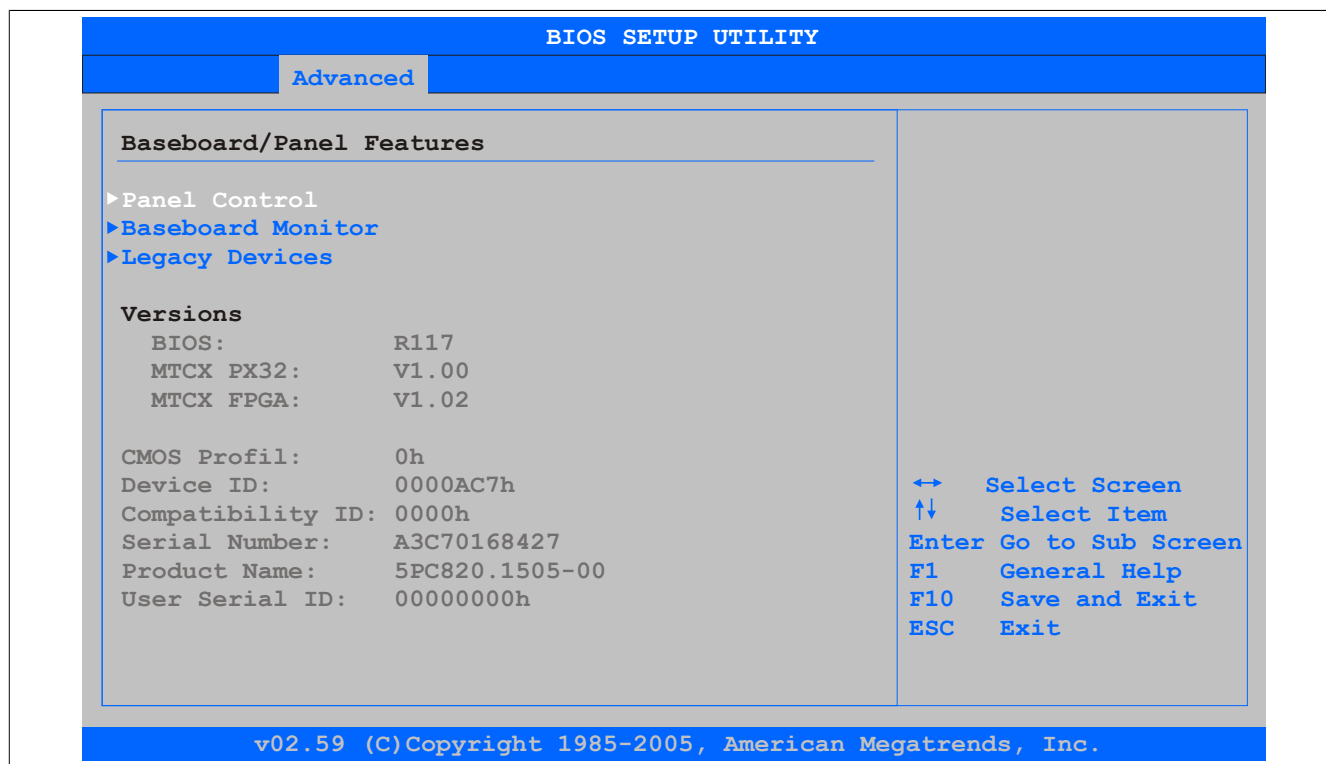 BIOS SETUP UTILITY
Advanced
Baseboard/Panel Features
Panel Control
Baseboard Monitor
Legacy Devices
Versions
BIOS: R117
MTCX PX32: V1.00
MTCX FPGA: V1.02
CMOS Profil: 0h
Device ID: 0000AC7h
Compatibility ID: 0000h
Serial Number: A3C70168427
Product Name: 5PC820.1505-00
User Serial ID: 00000000h
Select Screen
Select Item
Enter Go to Sub Screen
F1 General Help
F10 Save and Exit
ESC Exit
v02.59 (C)Copyright 1985-2005, American Megatrends, Inc.